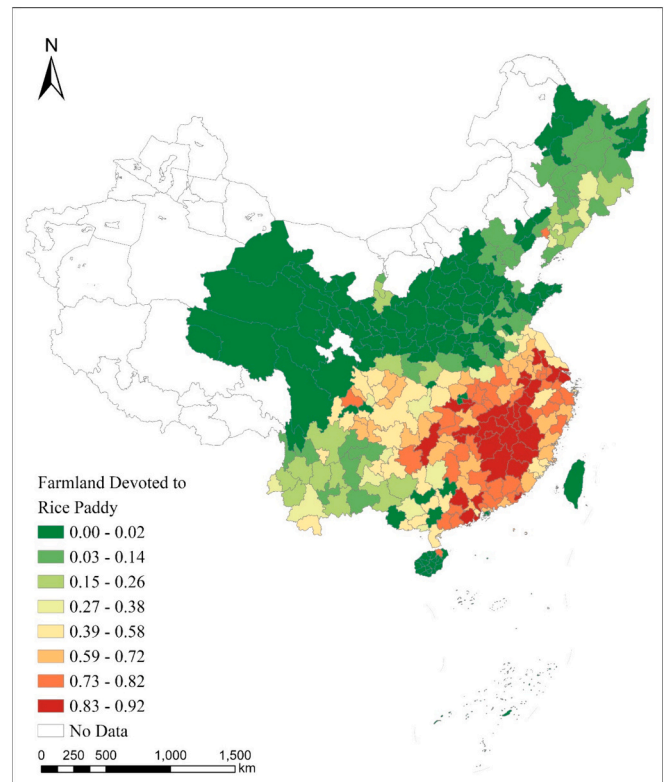 N
Farmland Devoted to
Rice Paddy
0.00 - 0.02
0.03 - 0.14
0.15 - 0.26
0.27 - 0.38
0.39 - 0.58
0.59 - 0.72
0.73 - 0.82
0.83 - 0.92
No Data
0 250 500 1,000 1,500
km